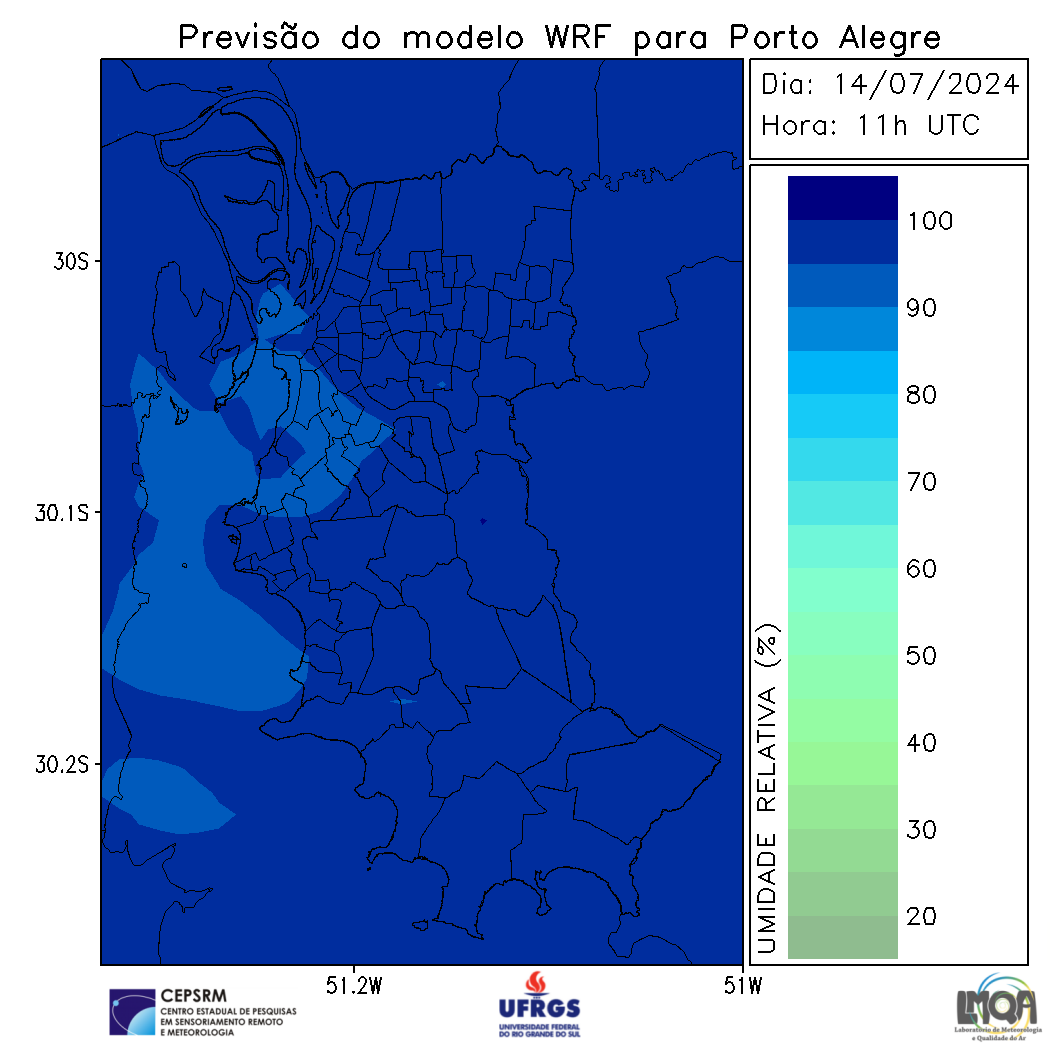 Previsão do modelo WRF para Porto Alegre
Dia: 14/07/2024
Hora: 11h UTC
100
90
80
70
60
50
40
30
20
UMIDADE RELATIVA (%)
30S
30.1S
30.2S
51.2W
51W
CEPSRM
CENTRO ESTADUAL DE PESQUISAS
EM SENSORIAMENTO REMOTO
E METEOROLOGIA
UFRGS
UNIVERSIDADE FEDERAL
DO RIO GRANDE DO SUL
LMQA
Laboratório de Meteorologia
e Qualidade do Ar